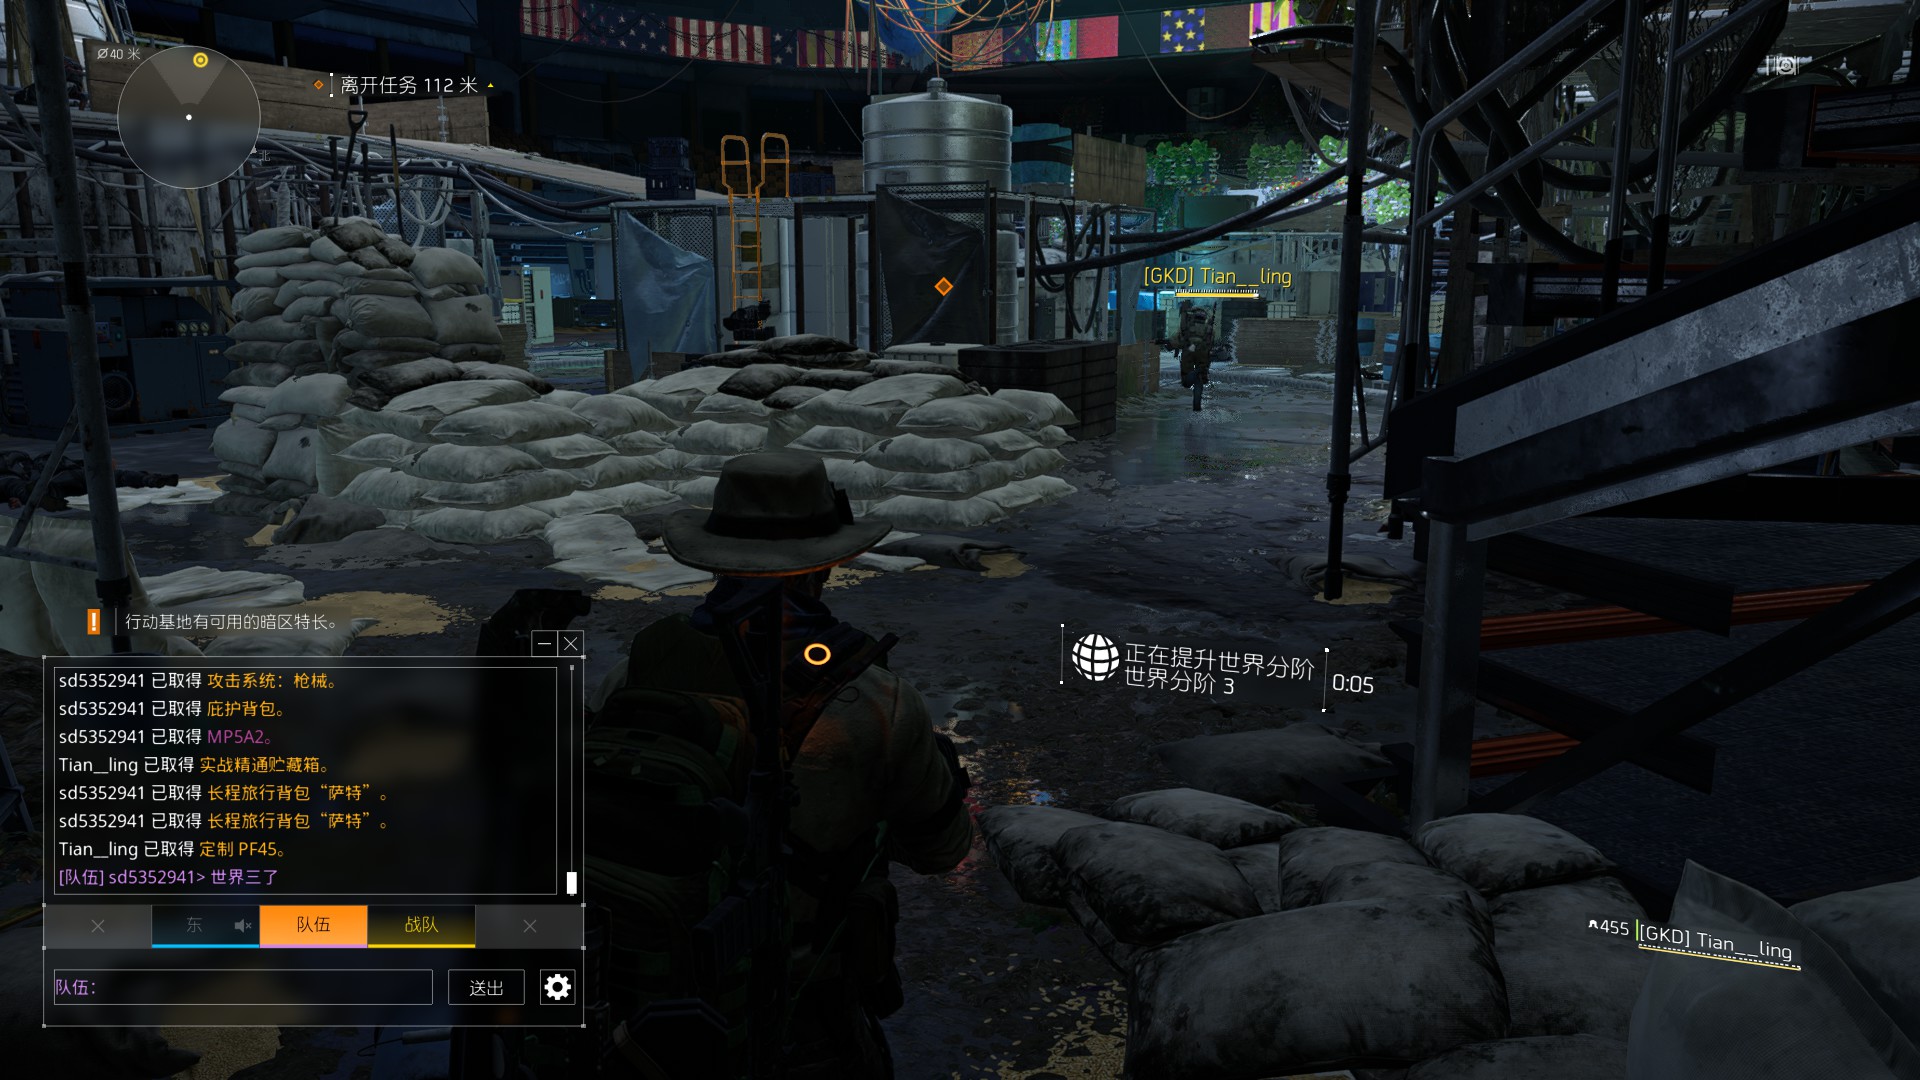 Ø40 米
北
离开任务 112 米
[GKD] Tian__ling
行动基地有可用的暗区特长。
正在提升世界分阶
世界分阶 3
0:05
sd5352941 已取得 攻击系统：枪械。
sd5352941 已取得 庇护背包。
sd5352941 已取得 MP5A2。
Tian__ling 已取得 实战精通贮藏箱。
sd5352941 已取得 长程旅行背包“萨特”。
sd5352941 已取得 长程旅行背包“萨特”。
Tian__ling 已取得 定制 PF45。
[队伍] sd5352941> 世界三了
东 队伍 战队
队伍：
送出
455 [GKD] Tian__ling